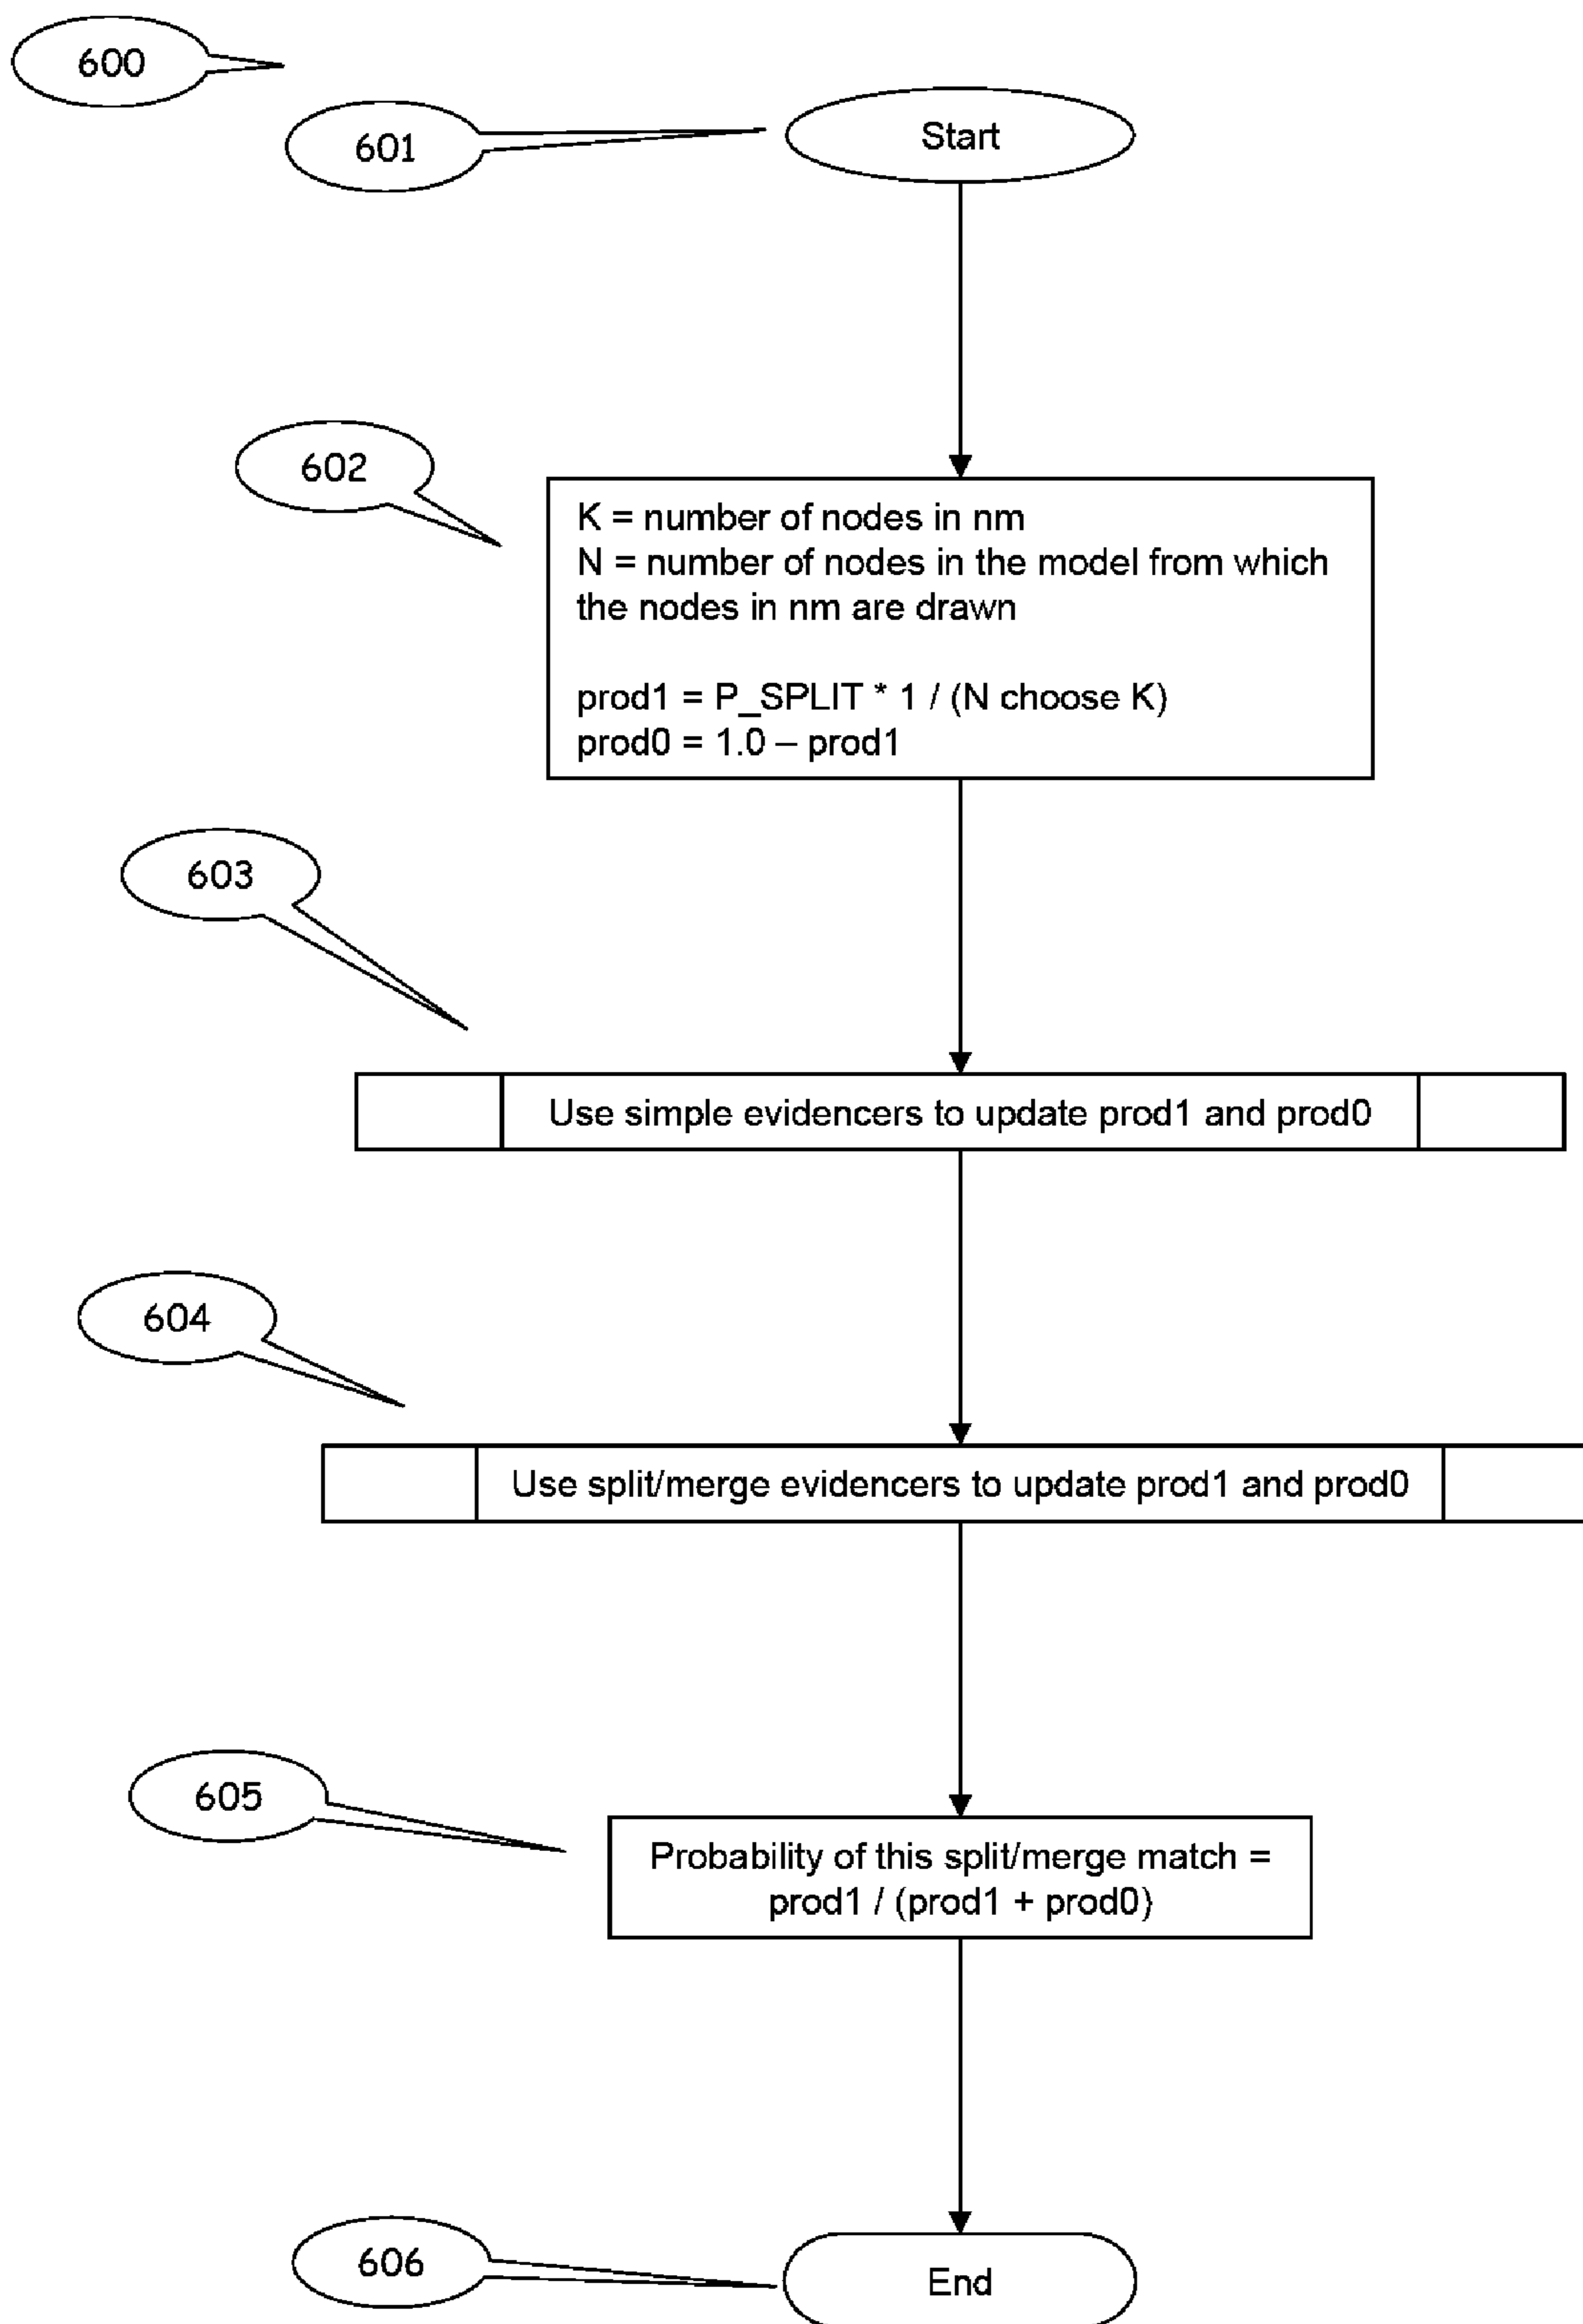 600
601
Start
602
K = number of nodes in nm
N = number of nodes in the model from which
the nodes in nm are drawn
prod1 = P_SPLIT * 1 / (N choose K)
prod0 = 1.0 – prod1
603
Use simple evidencers to update prod1 and prod0
604
Use split/merge evidencers to update prod1 and prod0
605
Probability of this split/merge match =
prod1 / (prod1 + prod0)
606
End